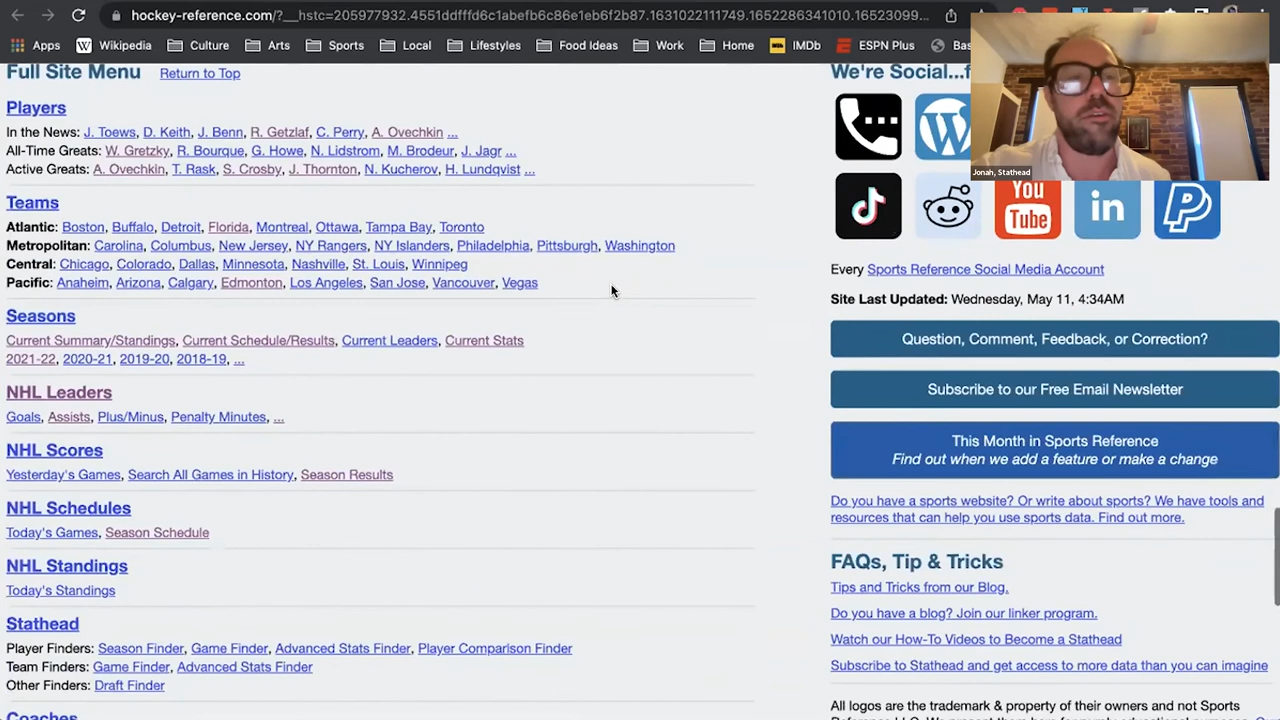 hockey-reference.com/?__hstc=205977932.4551ddfffd6c1abefb6c86e1eb6f2b87.1631022111749.1652286341010.16523099...
Apps Wikipedia Culture Arts Sports Local Lifestyles Food Ideas Work Home IMDb ESPN Plus Bas
Full Site Menu Return to Top
Players
In the News: J. Toews, D. Keith, J. Benn, R. Getzlaf, C. Perry, A. Ovechkin ...
All-Time Greats: W. Gretzky, R. Bourque, G. Howe, N. Lidstrom, M. Brodeur, J. Jagr ...
Active Greats: A. Ovechkin, T. Rask, S. Crosby, J. Thornton, N. Kucherov, H. Lundqvist ...
Teams
Atlantic: Boston, Buffalo, Detroit, Florida, Montreal, Ottawa, Tampa Bay, Toronto
Metropolitan: Carolina, Columbus, New Jersey, NY Rangers, NY Islanders, Philadelphia, Pittsburgh, Washington
Central: Chicago, Colorado, Dallas, Minnesota, Nashville, St. Louis, Winnipeg
Pacific: Anaheim, Arizona, Calgary, Edmonton, Los Angeles, San Jose, Vancouver, Vegas
Seasons
Current Summary/Standings, Current Schedule/Results, Current Leaders, Current Stats
2021-22, 2020-21, 2019-20, 2018-19, ...
NHL Leaders
Goals, Assists, Plus/Minus, Penalty Minutes, ...
NHL Scores
Yesterday's Games, Search All Games in History, Season Results
NHL Schedules
Today's Games, Season Schedule
NHL Standings
Today's Standings
Stathead
Player Finders: Season Finder, Game Finder, Advanced Stats Finder, Player Comparison Finder
Team Finders: Game Finder, Advanced Stats Finder
Other Finders: Draft Finder
Coaches
We're Social...f
Jonah, Stathead
You
Tube
in
Every Sports Reference Social Media Account
Site Last Updated: Wednesday, May 11, 4:34AM
Question, Comment, Feedback, or Correction?
Subscribe to our Free Email Newsletter
This Month in Sports Reference
Find out when we add a feature or make a change
Do you have a sports website? Or write about sports? We have tools and
resources that can help you use sports data. Find out more.
FAQs, Tip & Tricks
Tips and Tricks from our Blog.
Do you have a blog? Join our linker program.
Watch our How-To Videos to Become a Stathead
Subscribe to Stathead and get access to more data than you can imagine
All logos are the trademark & property of their owners and not Sports